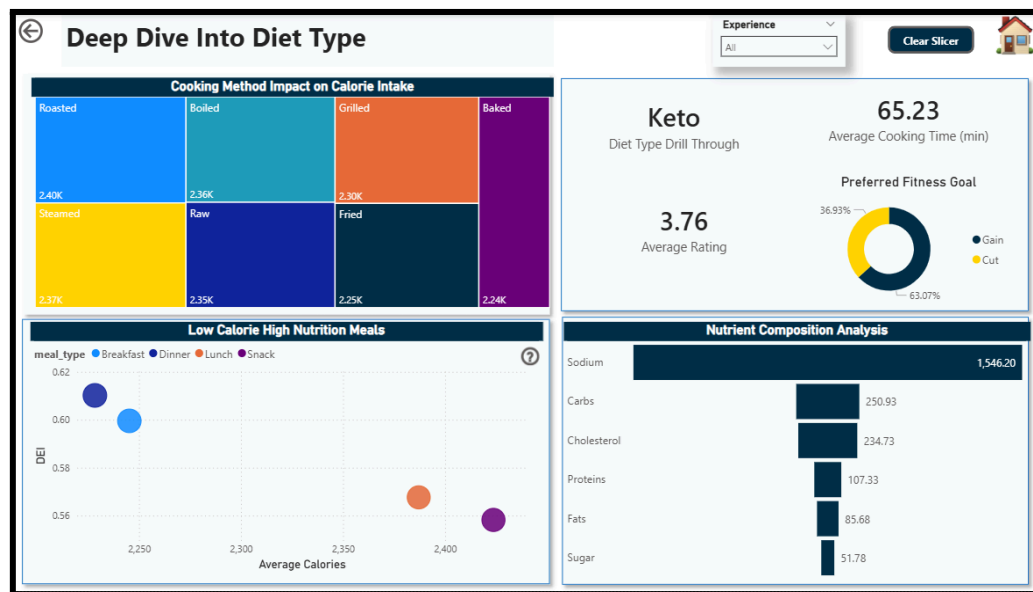 Deep Dive Into Diet Type
Experience
All
Clear Slicer
Cooking Method Impact on Calorie Intake
Roasted
2.40K
Boiled
2.36K
Grilled
2.30K
Baked
2.24K
Steamed
2.37K
Raw
2.35K
Fried
2.25K
Keto
Diet Type Drill Through
65.23
Average Cooking Time (min)
3.76
Average Rating
Preferred Fitness Goal
36.93%
63.07%
Gain
Cut
Low Calorie High Nutrition Meals
meal_type Breakfast Dinner Lunch Snack
?
DEI
0.62
0.60
0.58
0.56
2,250 2,300 2,350 2,400
Average Calories
Nutrient Composition Analysis
Sodium 1,546.20
Carbs 250.93
Cholesterol 234.73
Proteins 107.33
Fats 85.68
Sugar 51.78